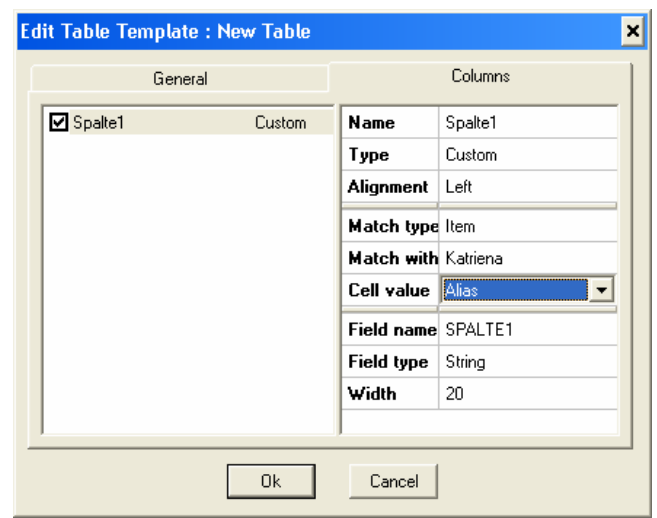 Edit Table Template : New Table
General
Columns
Spalte1 Custom
Name Spalte1
Type Custom
Alignment Left
Match type Item
Match with Katriena
Cell value Alias
Field name SPALTE1
Field type String
Width 20
Ok
Cancel